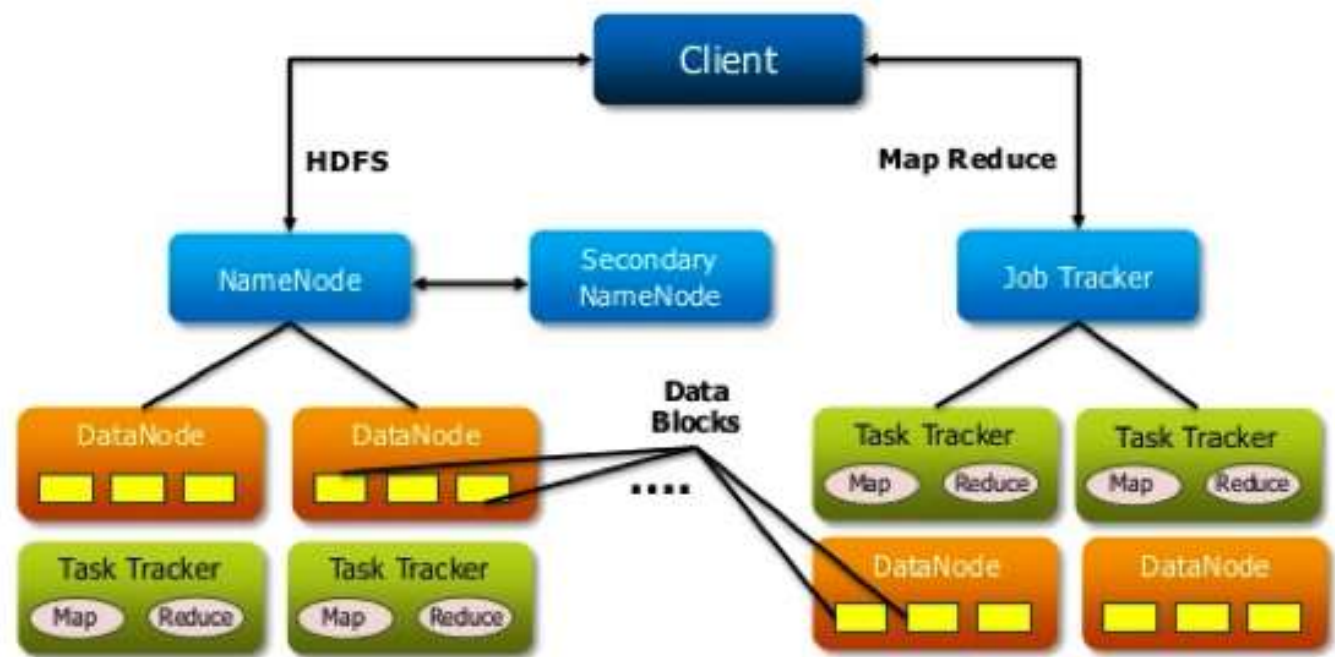 Client
HDFS
Map Reduce
NameNode
Secondary
NameNode
Job Tracker
Data
Blocks
DataNode
DataNode
....
Task Tracker
Map
Reduce
Task Tracker
Map
Reduce
Task Tracker
Map
Reduce
Task Tracker
Map
Reduce
DataNode
DataNode